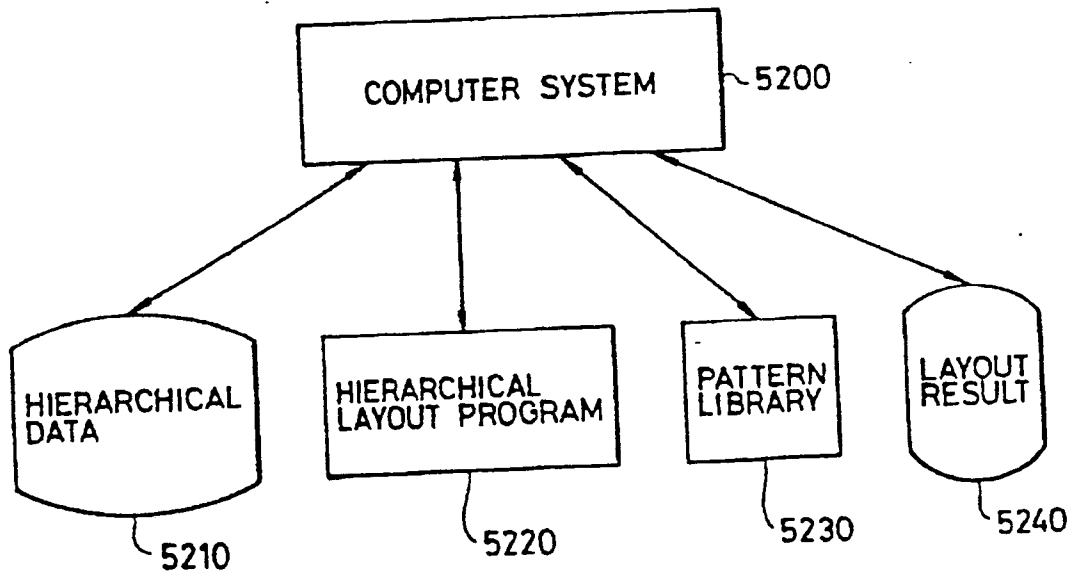 COMPUTER SYSTEM
5200
HIERARCHICAL
DATA
HIERARCHICAL
LAYOUT PROGRAM
PATTERN
LIBRARY
LAYOUT
RESULT
5210
5220
5230
5240